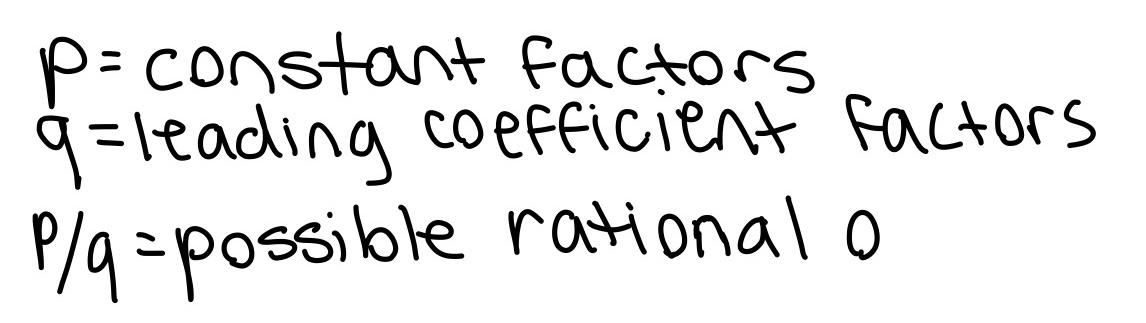 p= constant factors
q =leading coefficient factors
p/q =possible rational 0